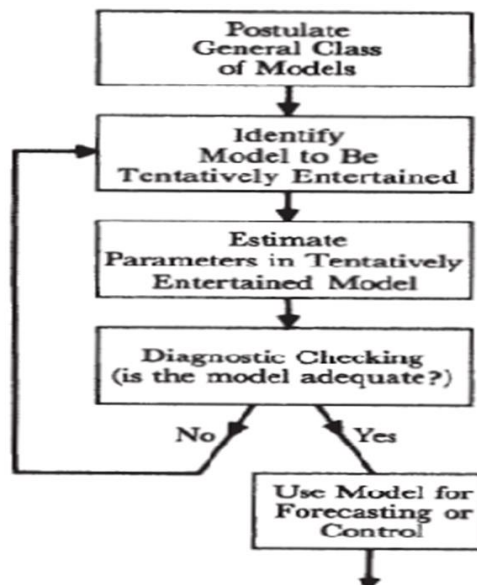 Postulate
General Class
of Models
Identify
Model to Be
Tentatively Entertained
Estimate
Parameters in Tentatively
Entertained Model
Diagnostic Checking
(is the model adequate?)
No
Yes
Use Model for
Forecasting or
Control